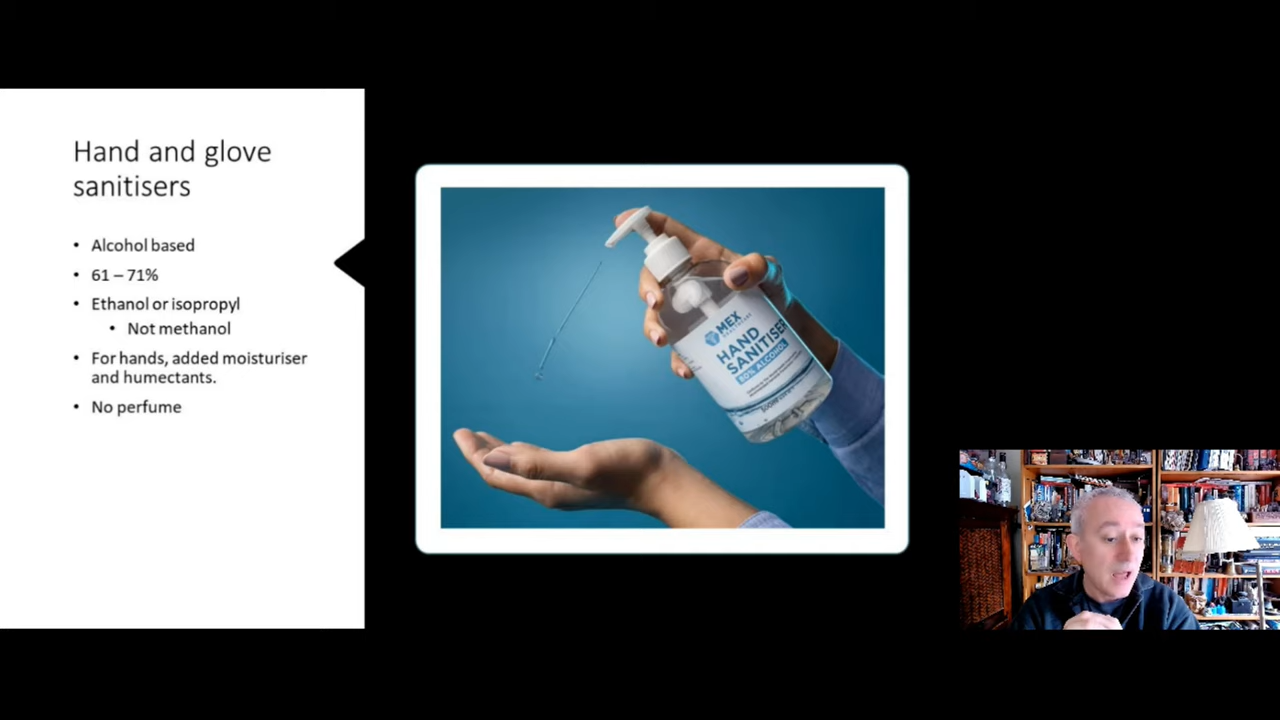 Hand and glove
sanitisers
• Alcohol based
• 61 – 71%
• Ethanol or isopropyl
• Not methanol
• For hands, added moisturiser
and humectants.
• No perfume
MEX
HAND
SANITISER
80% ALCOHOL